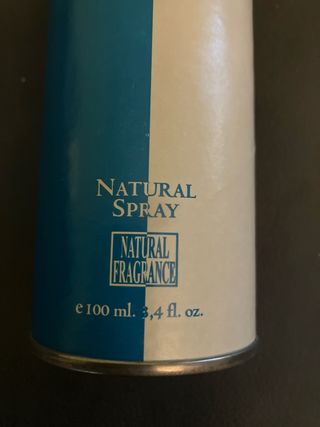 NATURAL
SPRAY
NATURAL
FRAGRANCE
e 100 ml. 3,4 fl. oz.